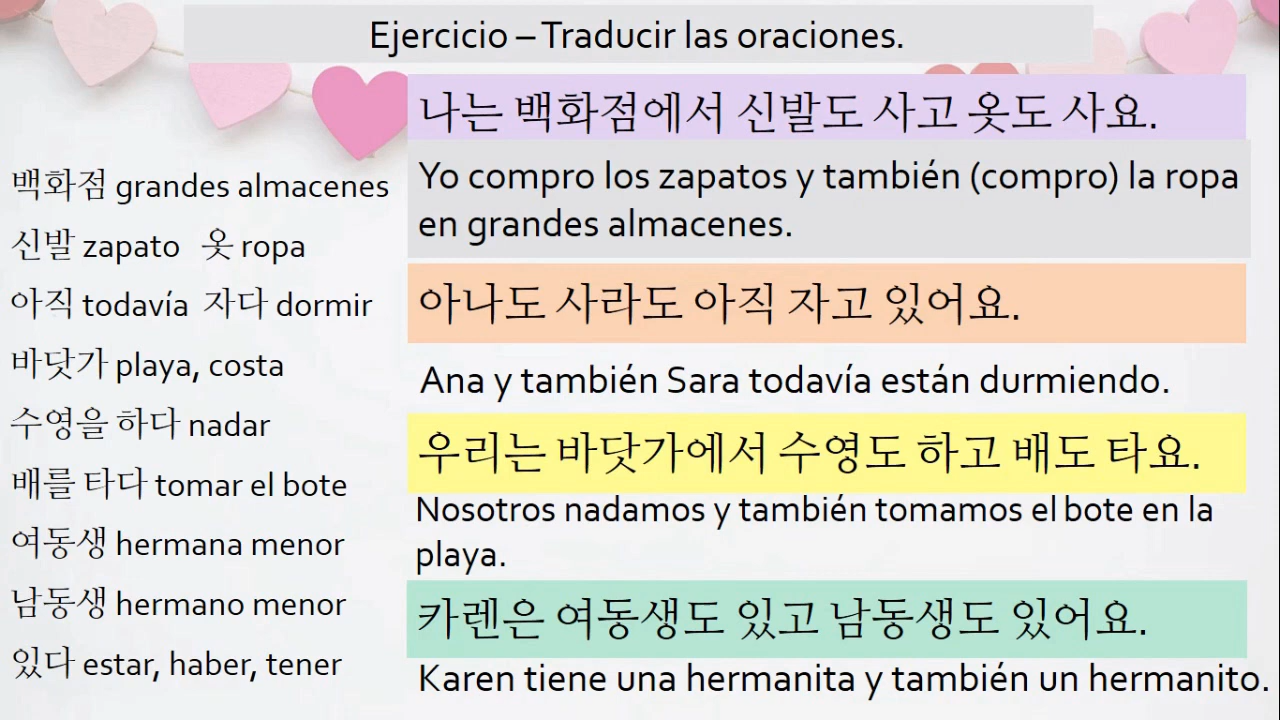 Ejercicio – Traducir las oraciones.
백화점 grandes almacenes
신발 zapato 옷 ropa
아직 todavía 자다 dormir
바닷가 playa, costa
수영을 하다 nadar
배를 타다 tomar el bote
여동생 hermana menor
남동생 hermano menor
있다 estar, haber, tener
나는 백화점에서 신발도 사고 옷도 사요.
Yo compro los zapatos y también (compro) la ropa
en grandes almacenes.
아나도 사라도 아직 자고 있어요.
Ana y también Sara todavía están durmiendo.
우리는 바닷가에서 수영도 하고 배도 타요.
Nosotros nadamos y también tomamos el bote en la
playa.
카렌은 여동생도 있고 남동생도 있어요.
Karen tiene una hermanita y también un hermanito.